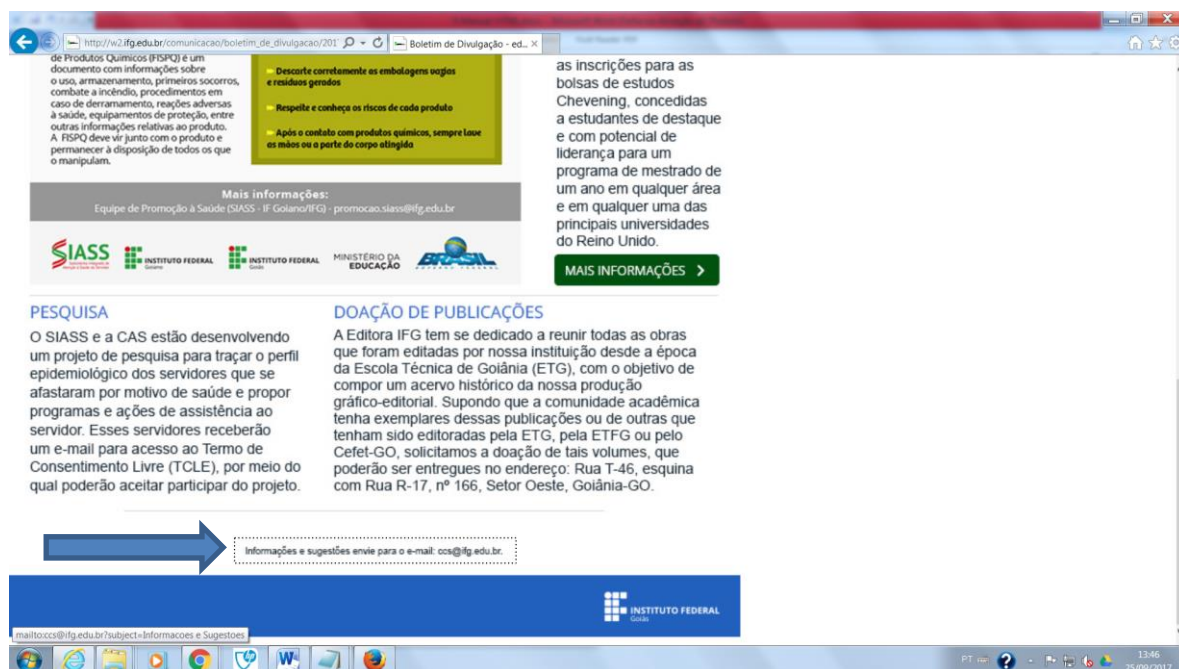 http://w2.ifg.edu.br/comunicacao/boletim_de_divulgacao/201
Boletim de Divulgação - ed...
de Produtos Químicos (FISPQ) é um
documento com informações sobre
o uso, armazenamento, primeiros socorros,
combate a incêndio, procedimentos em
caso de derramamento, reações adversas
à saúde, equipamentos de proteção, entre
outras informações relativas ao produto.
A FISPQ deve vir junto com o produto e
permanecer à disposição de todos os que
o manipulam.
Descarte corretamente as embalagens vazias
e resíduos gerados
Respeite e conheça os riscos de cada produto
Após o contato com produtos químicos, sempre lave
as mãos ou a parte do corpo atingida
Mais informações:
Equipe de Promoção à Saúde (SIASS - IF Goiano/IFG) - promocao.siass@ifg.edu.br
SIASS
INSTITUTO FEDERAL
Goiano
INSTITUTO FEDERAL
Goiás
MINISTÉRIO DA
EDUCAÇÃO
BRASIL
GOVERNO FEDERAL
as inscrições para as
bolsas de estudos
Chevening, concedidas
a estudantes de destaque
e com potencial de
liderança para um
programa de mestrado de
um ano em qualquer área
e em qualquer uma das
principais universidades
do Reino Unido.
MAIS INFORMAÇÕES
PESQUISA
O SIASS e a CAS estão desenvolvendo
um projeto de pesquisa para traçar o perfil
epidemiológico dos servidores que se
afastaram por motivo de saúde e propor
programas e ações de assistência ao
servidor. Esses servidores receberão
um e-mail para acesso ao Termo de
Consentimento Livre (TCLE), por meio do
qual poderão aceitar participar do projeto.
DOAÇÃO DE PUBLICAÇÕES
A Editora IFG tem se dedicado a reunir todas as obras
que foram editadas por nossa instituição desde a época
da Escola Técnica de Goiânia (ETG), com o objetivo de
compor um acervo histórico da nossa produção
gráfico-editorial. Supondo que a comunidade acadêmica
tenha exemplares dessas publicações ou de outras que
tenham sido editoradas pela ETG, pela ETFG ou pelo
Cefet-GO, solicitamos a doação de tais volumes, que
poderão ser entregues no endereço: Rua T-46, esquina
com Rua R-17, nº 166, Setor Oeste, Goiânia-GO.
Informações e sugestões envie para o e-mail: ccs@ifg.edu.br.
INSTITUTO FEDERAL
Goiás
mailto:ccs@ifg.edu.br?subject=Informacoes e Sugestoes
PT
13:46
25/09/2017